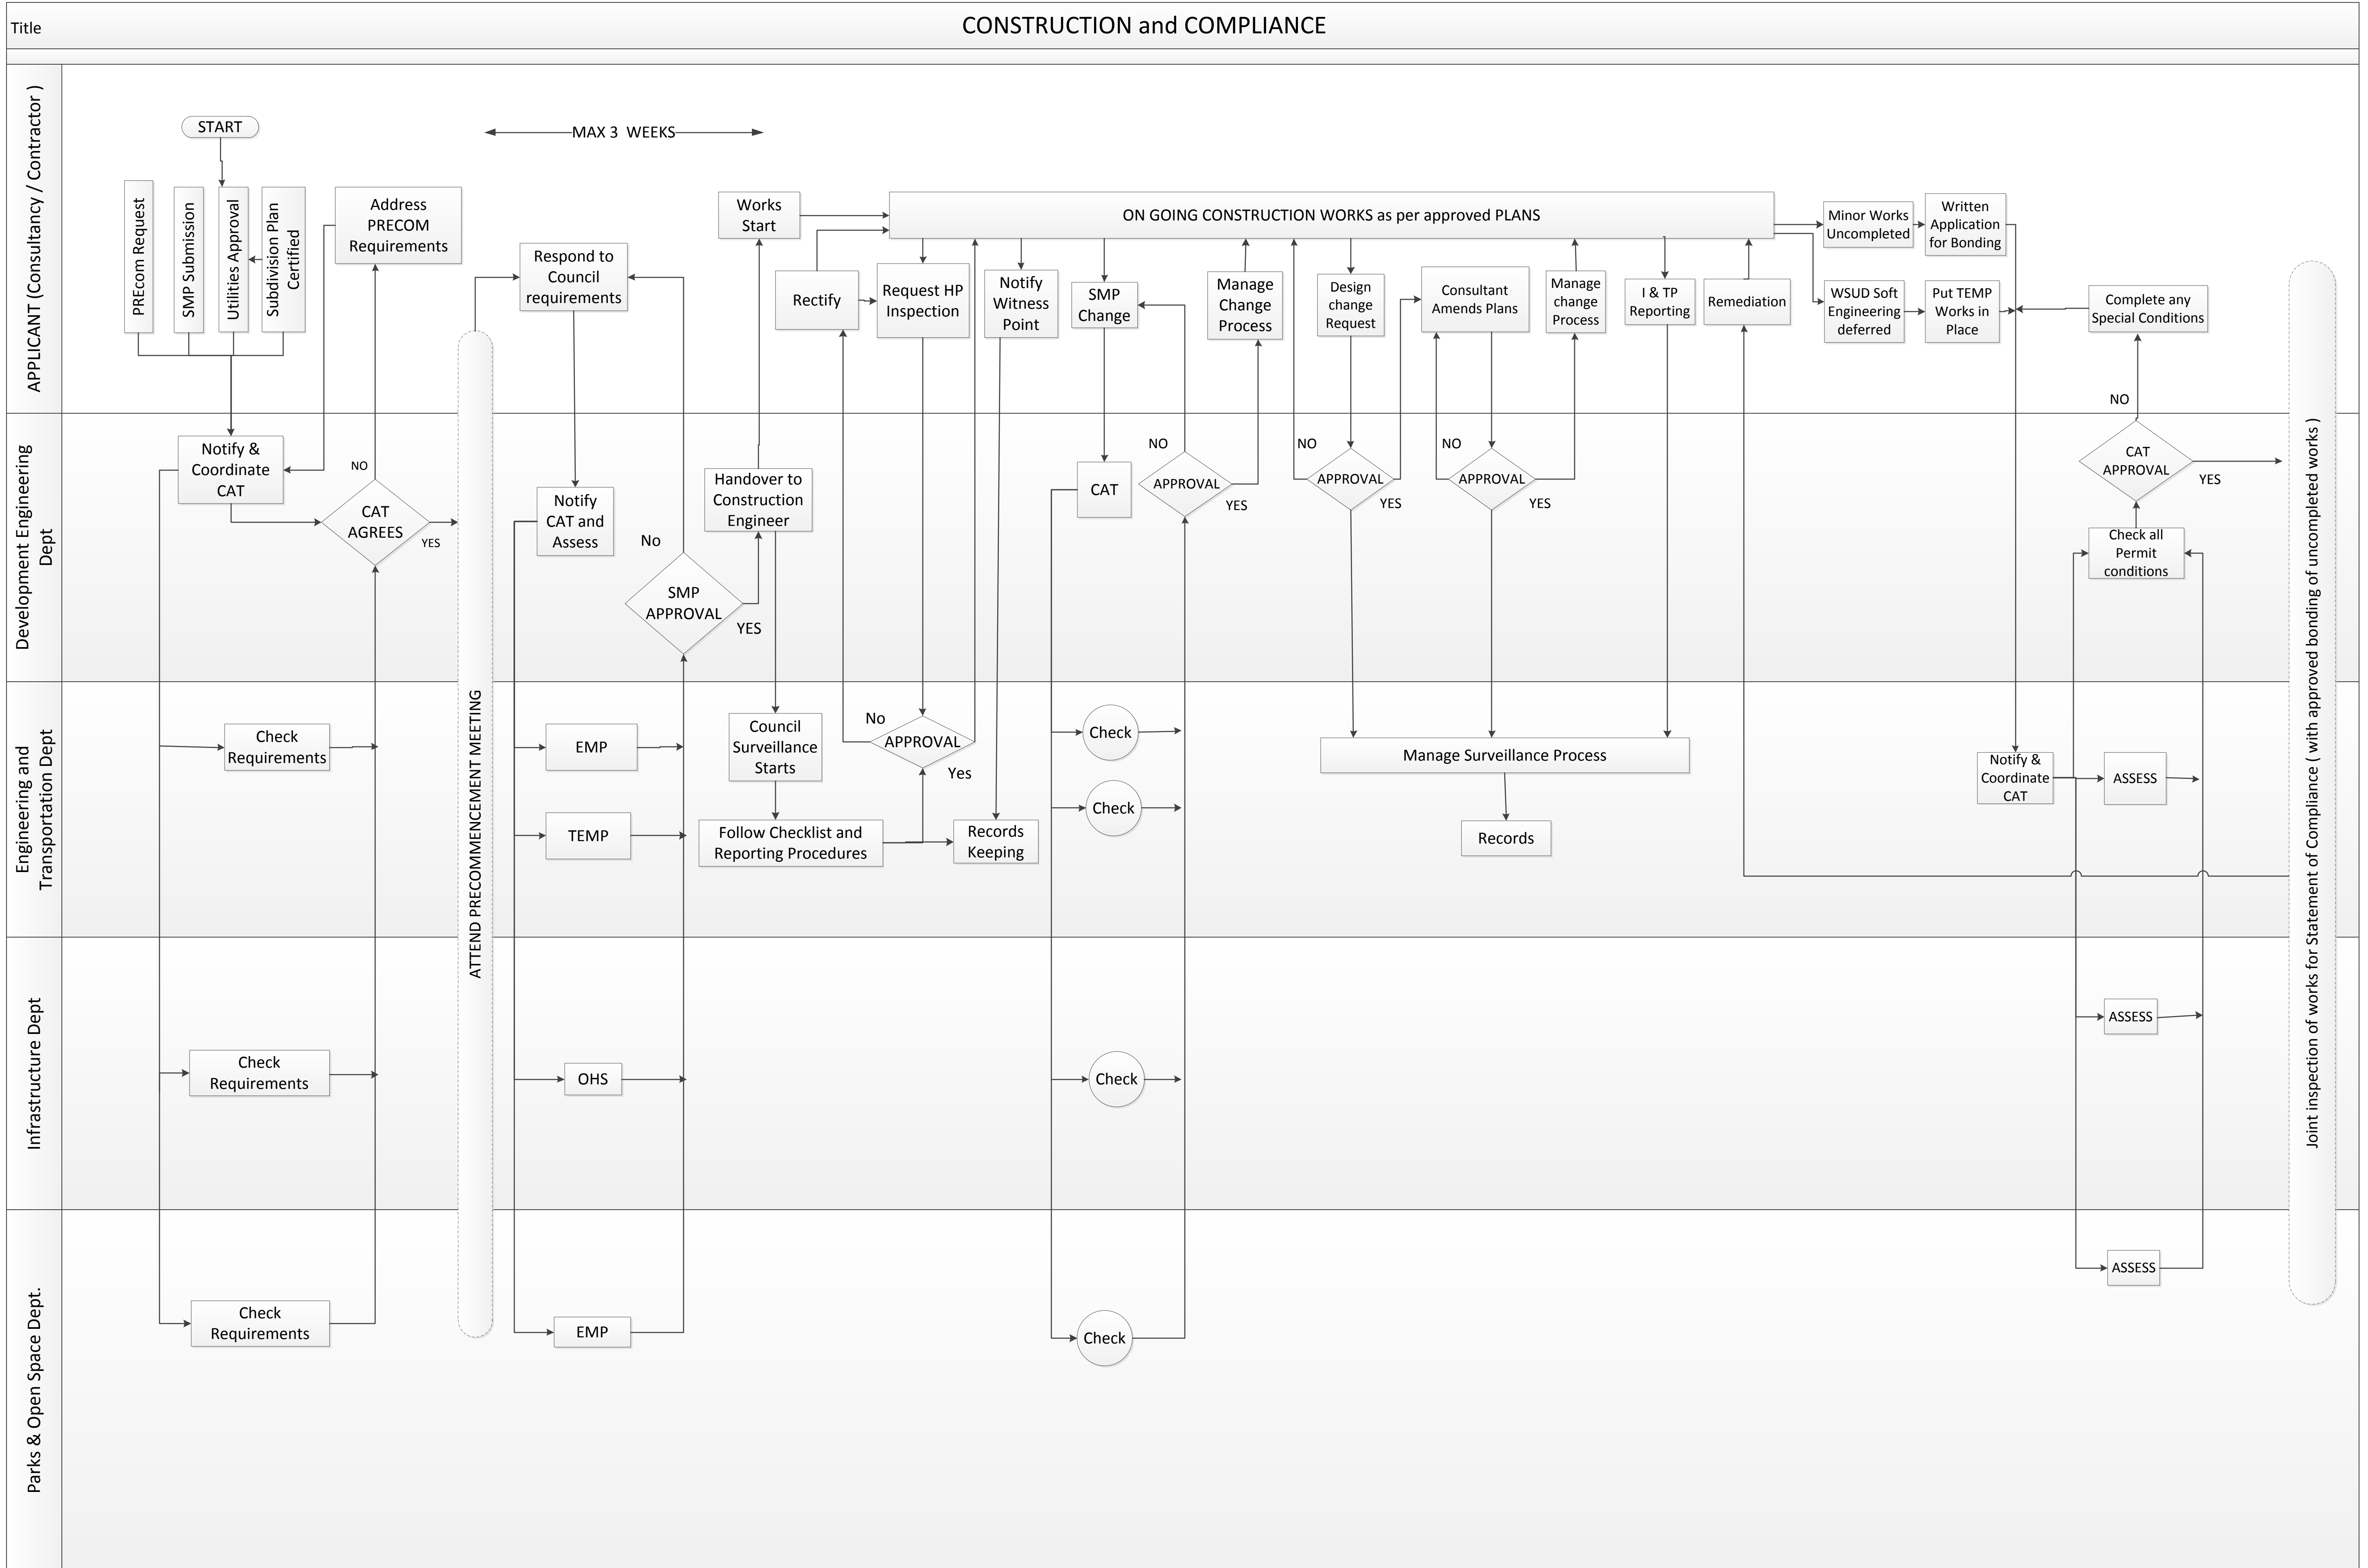 Title
CONSTRUCTION and COMPLIANCE
APPLICANT (Consultancy / Contractor )
START
MAX 3  WEEKS
PREcom Request
SMP Submission
Utilities Approval
Subdivision Plan
Certified
Address
PRECOM
Requirements
Respond to
Council
requirements
Works
Start
ON GOING CONSTRUCTION WORKS as per approved PLANS
Rectify
Request HP
Inspection
Notify
Witness
Point
SMP
Change
Manage
Change
Process
Design
change
Request
Consultant
Amends Plans
Manage
change
Process
I & TP
Reporting
Remediation
Minor Works
Uncompleted
Written
Application
for Bonding
WSUD Soft
Engineering
deferred
Put TEMP
Works in
Place
Complete any
Special Conditions
Development Engineering
Dept
Notify &
Coordinate
CAT
NO
CAT
AGREES
YES
Notify
CAT and
Assess
No
SMP
APPROVAL
YES
Handover to
Construction
Engineer
CAT
NO
APPROVAL
YES
NO
APPROVAL
YES
NO
APPROVAL
YES
NO
CAT
APPROVAL
YES
Check all
Permit
conditions
ATTEND PRECOMMENCEMENT MEETING
Joint inspection of works for Statement of Compliance ( with approved bonding of uncompleted works )
Engineering and
Transportation Dept
Check
Requirements
EMP
TEMP
Council
Surveillance
Starts
Follow Checklist and
Reporting Procedures
No
APPROVAL
Yes
Records
Keeping
Check
Check
Manage Surveillance Process
Records
Notify &
Coordinate
CAT
ASSESS
Infrastructure Dept
Check
Requirements
OHS
Check
ASSESS
Parks & Open Space Dept.
Check
Requirements
EMP
Check
ASSESS